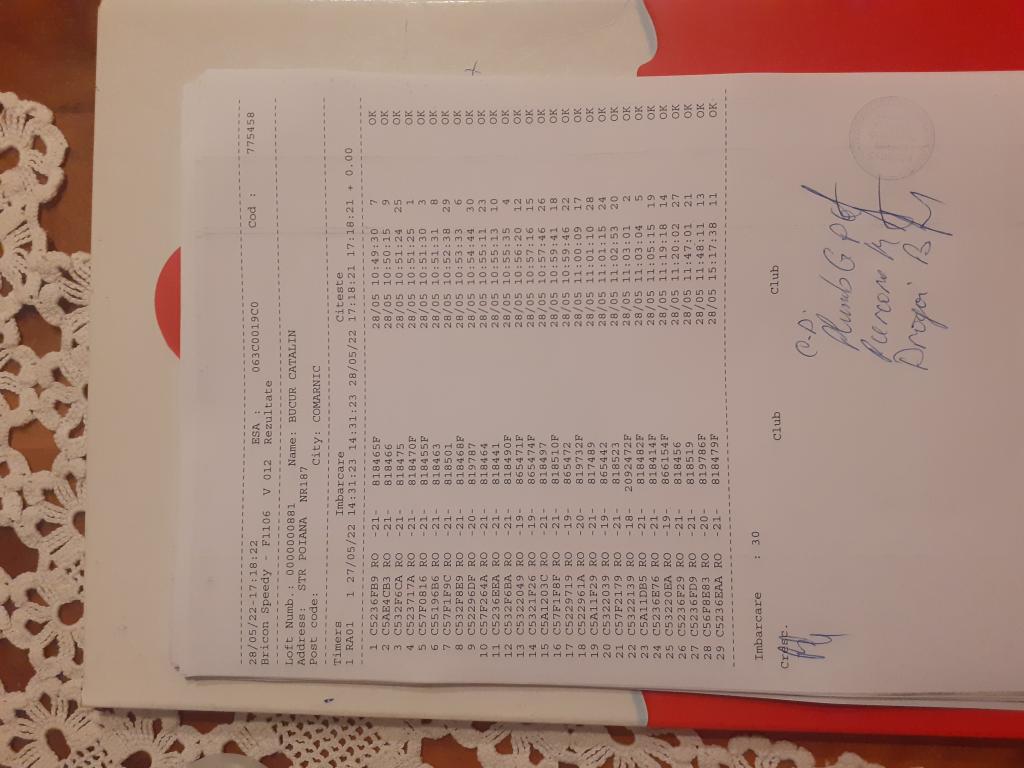 28/05/22-17:18:22 ESA : 063C0019C0 Cod : 775458
Bricon Speedy - F1106 V 012 Rezultate
Loft Numb.: 0000000881 Name: BUCUR CATALIN
Address: STR POIANA NR187
Post code: City: COMARNIC
Timers Imbarcare Citeste
1 RA01 1 27/05/22 14:31:23 14:31:23 28/05/22 17:18:21 17:18:21 + 0.00
1 C5236FB9 RO -21- 818465F 28/05 10:49:30 7 OK
2 C5AE4CB3 RO -21- 818466 28/05 10:50:15 9 OK
3 C532F6CA RO -21- 818475 28/05 10:51:24 25 OK
4 C523717A RO -21- 818470F 28/05 10:51:25 1 OK
5 C57F0816 RO -21- 818455F 28/05 10:51:30 3 OK
6 C55196B6 RO -21- 818463 28/05 10:51:33 8 OK
7 C57F1F9C RO -21- 818501 28/05 10:52:38 29 OK
8 C532F8E9 RO -21- 818468F 28/05 10:53:33 6 OK
9 C52296DF RO -20- 819787 28/05 10:54:44 30 OK
10 C57F264A RO -21- 818464 28/05 10:55:11 23 OK
11 C5236EEA RO -21- 818441 28/05 10:55:13 10 OK
12 C532F6BA RO -21- 818490F 28/05 10:55:35 4 OK
13 C5322049 RO -19- 865471F 28/05 10:56:20 12 OK
14 C5321F26 RO -19- 865474F 28/05 10:57:16 15 OK
15 C5A1203C RO -21- 818497 28/05 10:57:46 26 OK
16 C57F1F8F RO -21- 818510F 28/05 10:59:41 18 OK
17 C5229719 RO -19- 865472 28/05 10:59:46 22 OK
18 C522961A RO -20- 819732F 28/05 11:00:09 17 OK
19 C5A11F29 RO -21- 817489 28/05 11:01:10 28 OK
20 C5322039 RO -19- 865442 28/05 11:01:15 24 OK
21 C57F2179 RO -21- 818523 28/05 11:02:53 20 OK
22 C5322139 RO -18- 2092472F 28/05 11:03:01 2 OK
23 C5A11DB5 RO -21- 818482F 28/05 11:03:04 5 OK
24 C5236E76 RO -21- 818414F 28/05 11:05:15 19 OK
25 C53220EA RO -19- 866154F 28/05 11:19:18 14 OK
26 C5236F29 RO -21- 818456 28/05 11:20:02 27 OK
27 C5236FD9 RO -21- 818519 28/05 11:47:01 21 OK
28 C56F8E83 RO -20- 819786F 28/05 11:48:11 13 OK
29 C5236EAA RO -21- 818479F 28/05 15:17:38 11 OK
Imbarcare : 30
Cresc. Club Club